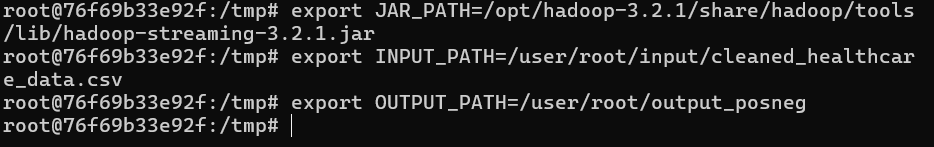 root@76f69b33e92f:/tmp# export JAR_PATH=/opt/hadoop-3.2.1/share/hadoop/tools
/lib/hadoop-streaming-3.2.1.jar
root@76f69b33e92f:/tmp# export INPUT_PATH=/user/root/input/cleaned_healthcar
e_data.csv
root@76f69b33e92f:/tmp# export OUTPUT_PATH=/user/root/output_posneg
root@76f69b33e92f:/tmp#